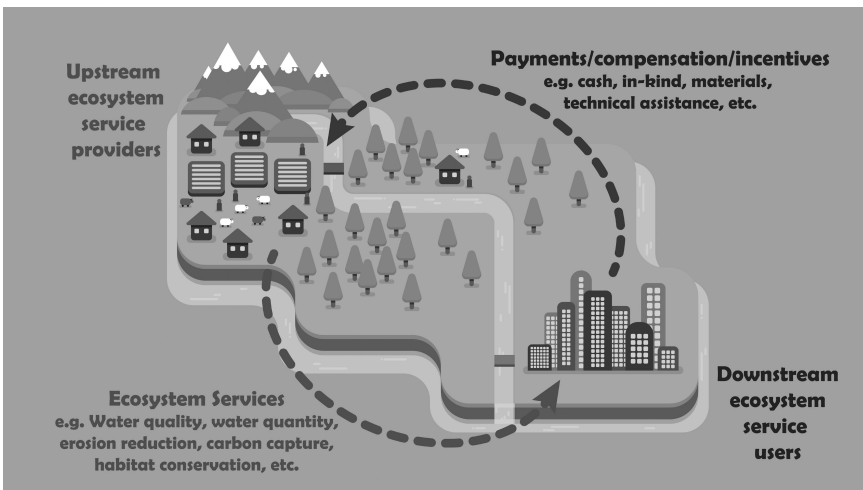 Upstream
ecosystem
service
providers
Payments/compensation/incentives
e.g. cash, in-kind, materials,
technical assistance, etc.
Ecosystem Services
e.g. Water quality, water quantity,
erosion reduction, carbon capture,
habitat conservation, etc.
Downstream
ecosystem
service
users